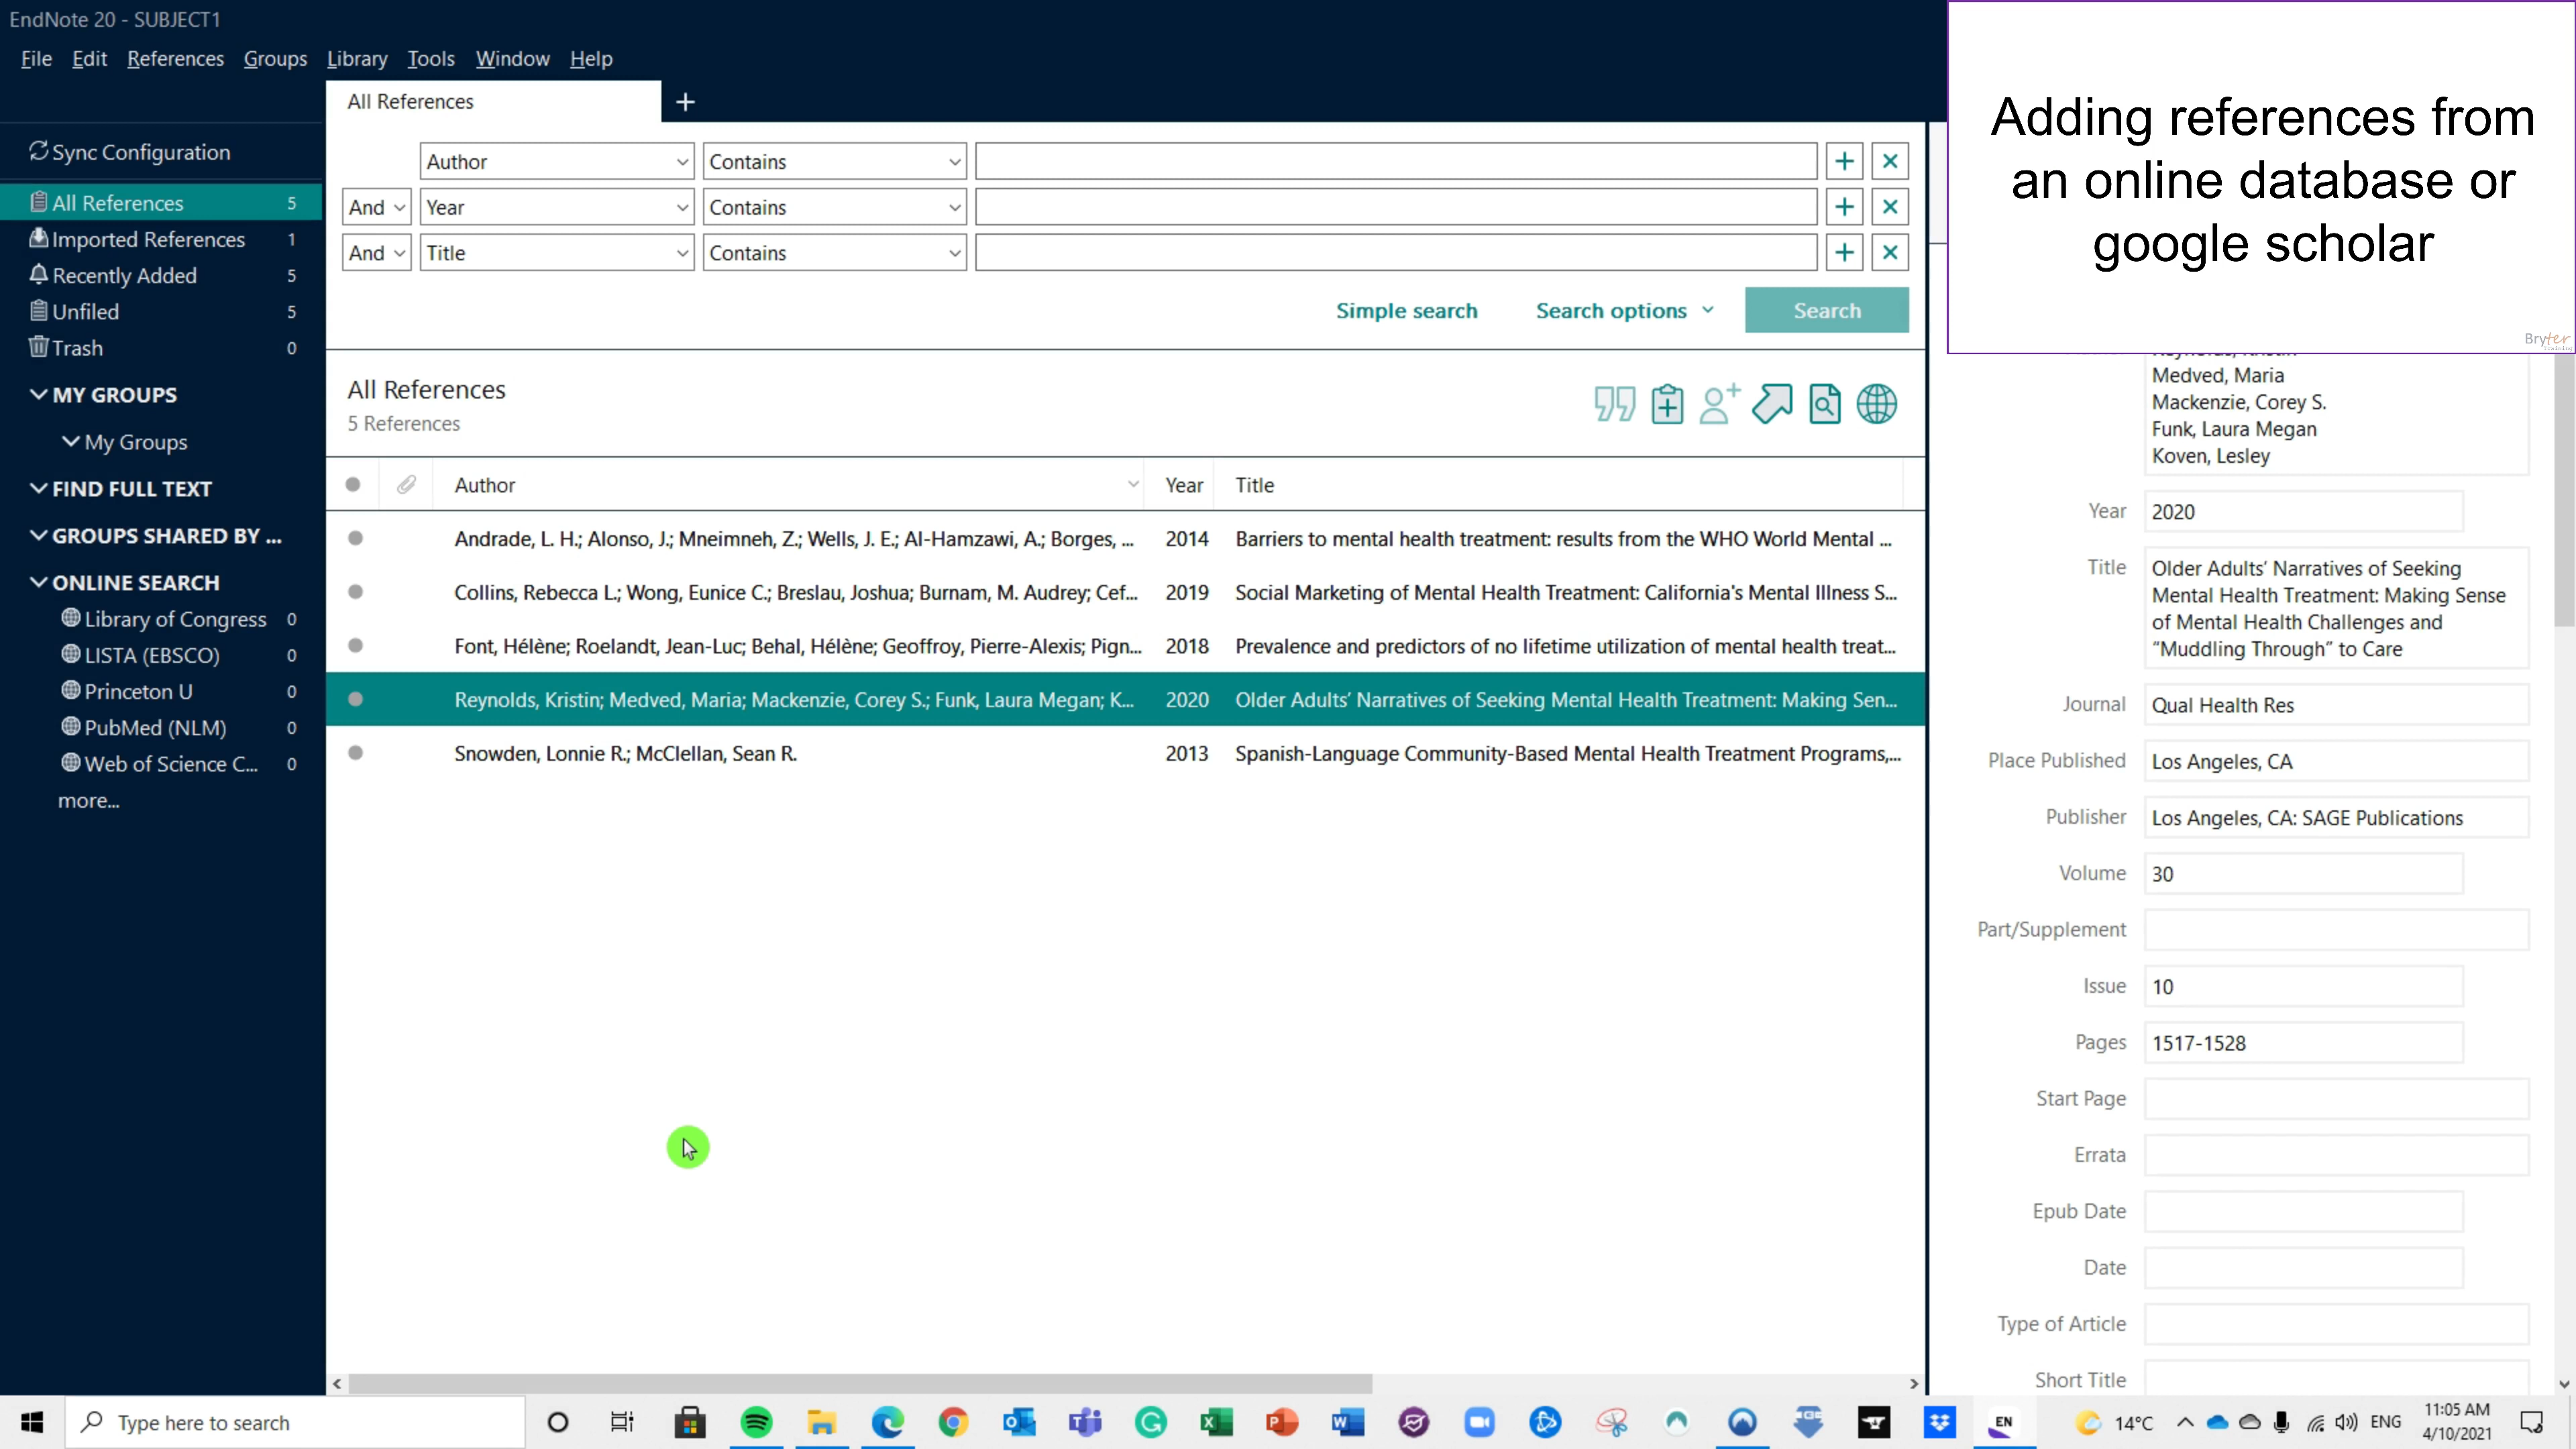 EndNote 20 - SUBJECT1
File Edit References Groups Library Tools Window Help
Adding references from
an online database or
google scholar
Bryter
All References
Sync Configuration
All References 5
Imported References 1
Recently Added 5
Unfiled 5
Trash 0
MY GROUPS
My Groups
FIND FULL TEXT
GROUPS SHARED BY ...
ONLINE SEARCH
Library of Congress 0
LISTA (EBSCO) 0
Princeton U 0
PubMed (NLM) 0
Web of Science C... 0
more...
Author Contains
And Year Contains
And Title Contains
Simple search Search options Search
All References
5 References
Author Year Title
Andrade, L. H.; Alonso, J.; Mneimneh, Z.; Wells, J. E.; Al-Hamzawi, A.; Borges, ... 2014 Barriers to mental health treatment: results from the WHO World Mental ...
Collins, Rebecca L.; Wong, Eunice C.; Breslau, Joshua; Burnam, M. Audrey; Cef... 2019 Social Marketing of Mental Health Treatment: California's Mental Illness S...
Font, Hélène; Roelandt, Jean-Luc; Behal, Hélène; Geoffroy, Pierre-Alexis; Pign... 2018 Prevalence and predictors of no lifetime utilization of mental health treat...
Reynolds, Kristin; Medved, Maria; Mackenzie, Corey S.; Funk, Laura Megan; K... 2020 Older Adults’ Narratives of Seeking Mental Health Treatment: Making Sen...
Snowden, Lonnie R.; McClellan, Sean R. 2013 Spanish-Language Community-Based Mental Health Treatment Programs,...
Medved, Maria
Mackenzie, Corey S.
Funk, Laura Megan
Koven, Lesley
Year 2020
Title Older Adults’ Narratives of Seeking
Mental Health Treatment: Making Sense
of Mental Health Challenges and
“Muddling Through” to Care
Journal Qual Health Res
Place Published Los Angeles, CA
Publisher Los Angeles, CA: SAGE Publications
Volume 30
Part/Supplement
Issue 10
Pages 1517-1528
Start Page
Errata
Epub Date
Date
Type of Article
Short Title
Type here to search
EN
14°C
ENG
11:05 AM
4/10/2021